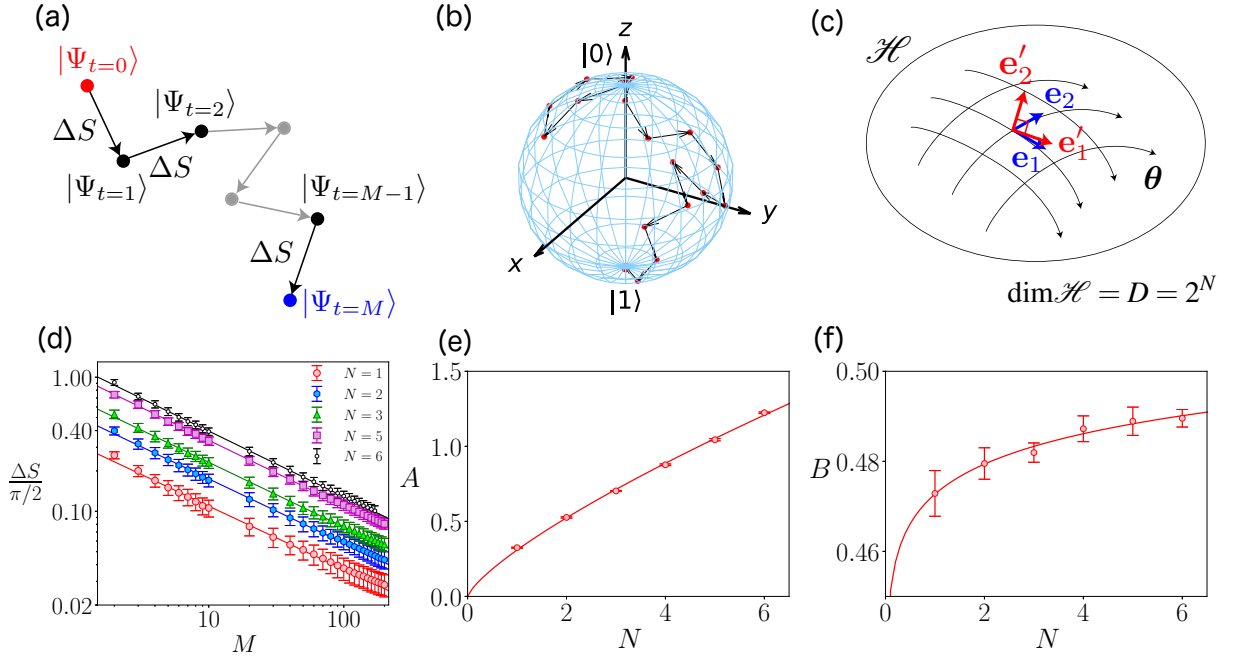 (a)
|Ψt=0⟩
|Ψt=2⟩
ΔS
ΔS
|Ψt=1⟩
|Ψt=M−1⟩
ΔS
|Ψt=M⟩
(b)
z
|0⟩
y
x
|1⟩
(c)
ℋ
e′2
e2
e′1
e1
θ
dimℋ = D = 2^N
(d)
ΔS
π/2
1.00
0.40
0.10
0.02
10
100
M
N = 1
N = 2
N = 3
N = 5
N = 6
(e)
A
1.5
1.0
0.5
0.0
0
2
4
6
N
(f)
B
0.50
0.48
0.46
0
2
4
6
N